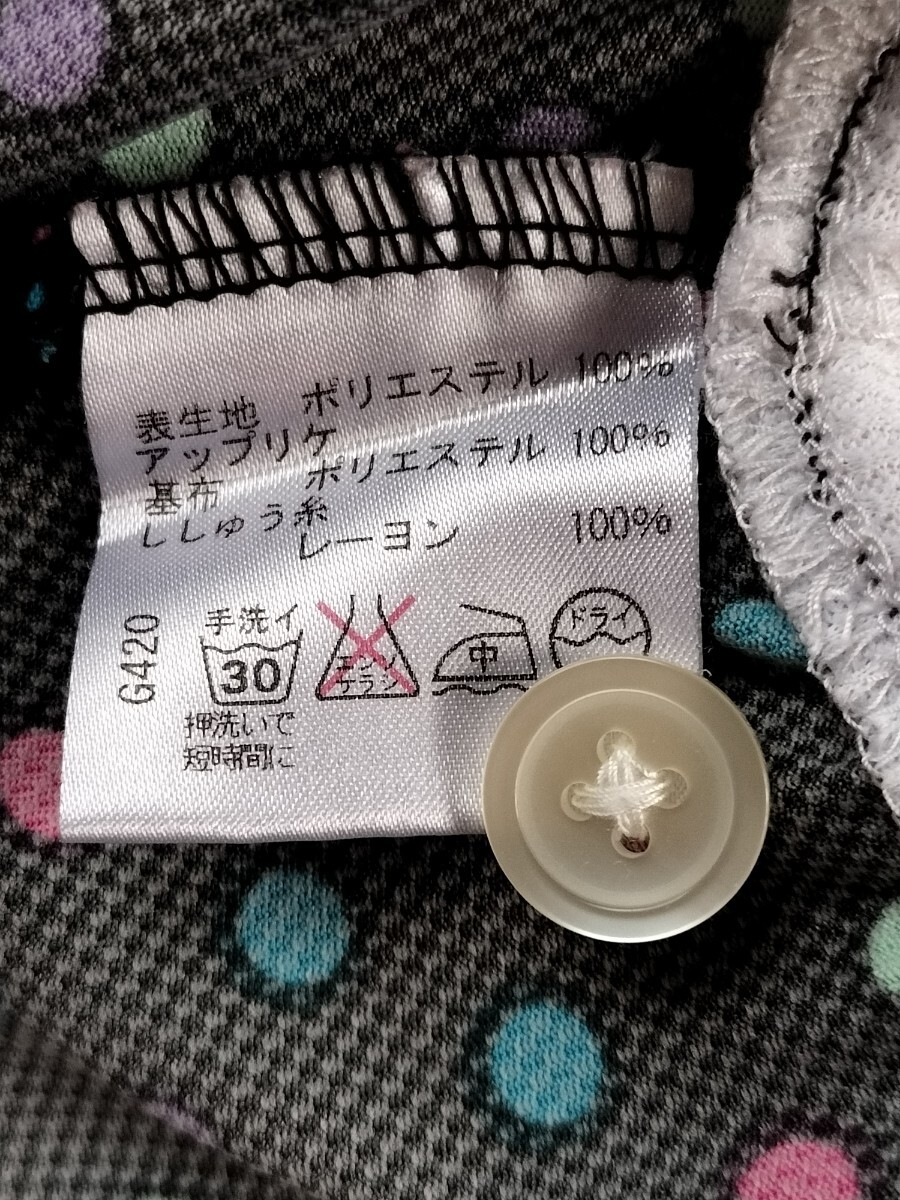 表生地 ポリエステル 100%
アップリケ
基布 ポリエステル 100%
ししゅう糸
レーヨン 100%
G420
手洗イ
30
エンソ
サラシ
中
ドライ
押洗いで
短時間に